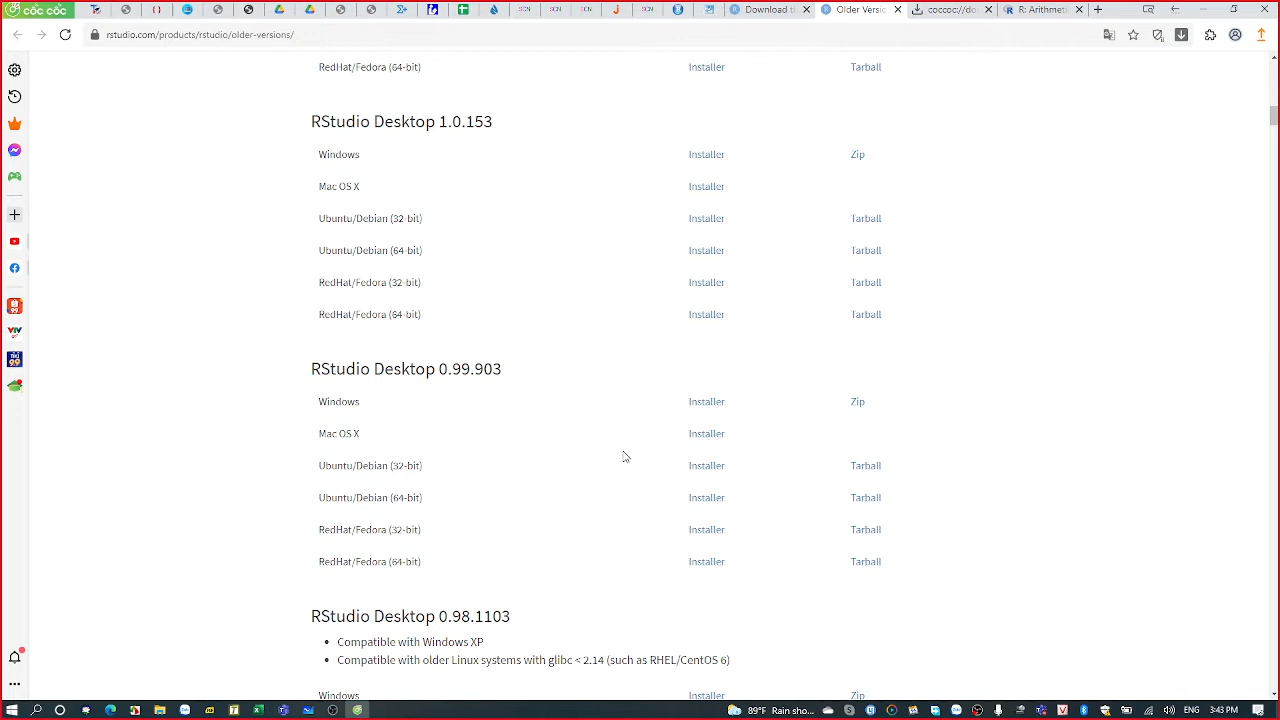 cốc cốc
Download t
Older Versio
coccoc://do
R: Arithmeti
rstudio.com/products/rstudio/older-versions/
RedHat/Fedora (64-bit) Installer Tarball
RStudio Desktop 1.0.153
Windows Installer Zip
Mac OS X Installer
Ubuntu/Debian (32-bit) Installer Tarball
Ubuntu/Debian (64-bit) Installer Tarball
RedHat/Fedora (32-bit) Installer Tarball
RedHat/Fedora (64-bit) Installer Tarball
RStudio Desktop 0.99.903
Windows Installer Zip
Mac OS X Installer
Ubuntu/Debian (32-bit) Installer Tarball
Ubuntu/Debian (64-bit) Installer Tarball
RedHat/Fedora (32-bit) Installer Tarball
RedHat/Fedora (64-bit) Installer Tarball
RStudio Desktop 0.98.1103
Compatible with Windows XP
Compatible with older Linux systems with glibc < 2.14 (such as RHEL/CentOS 6)
Windows Installer Zip
89°F Rain sho... ENG 3:43 PM